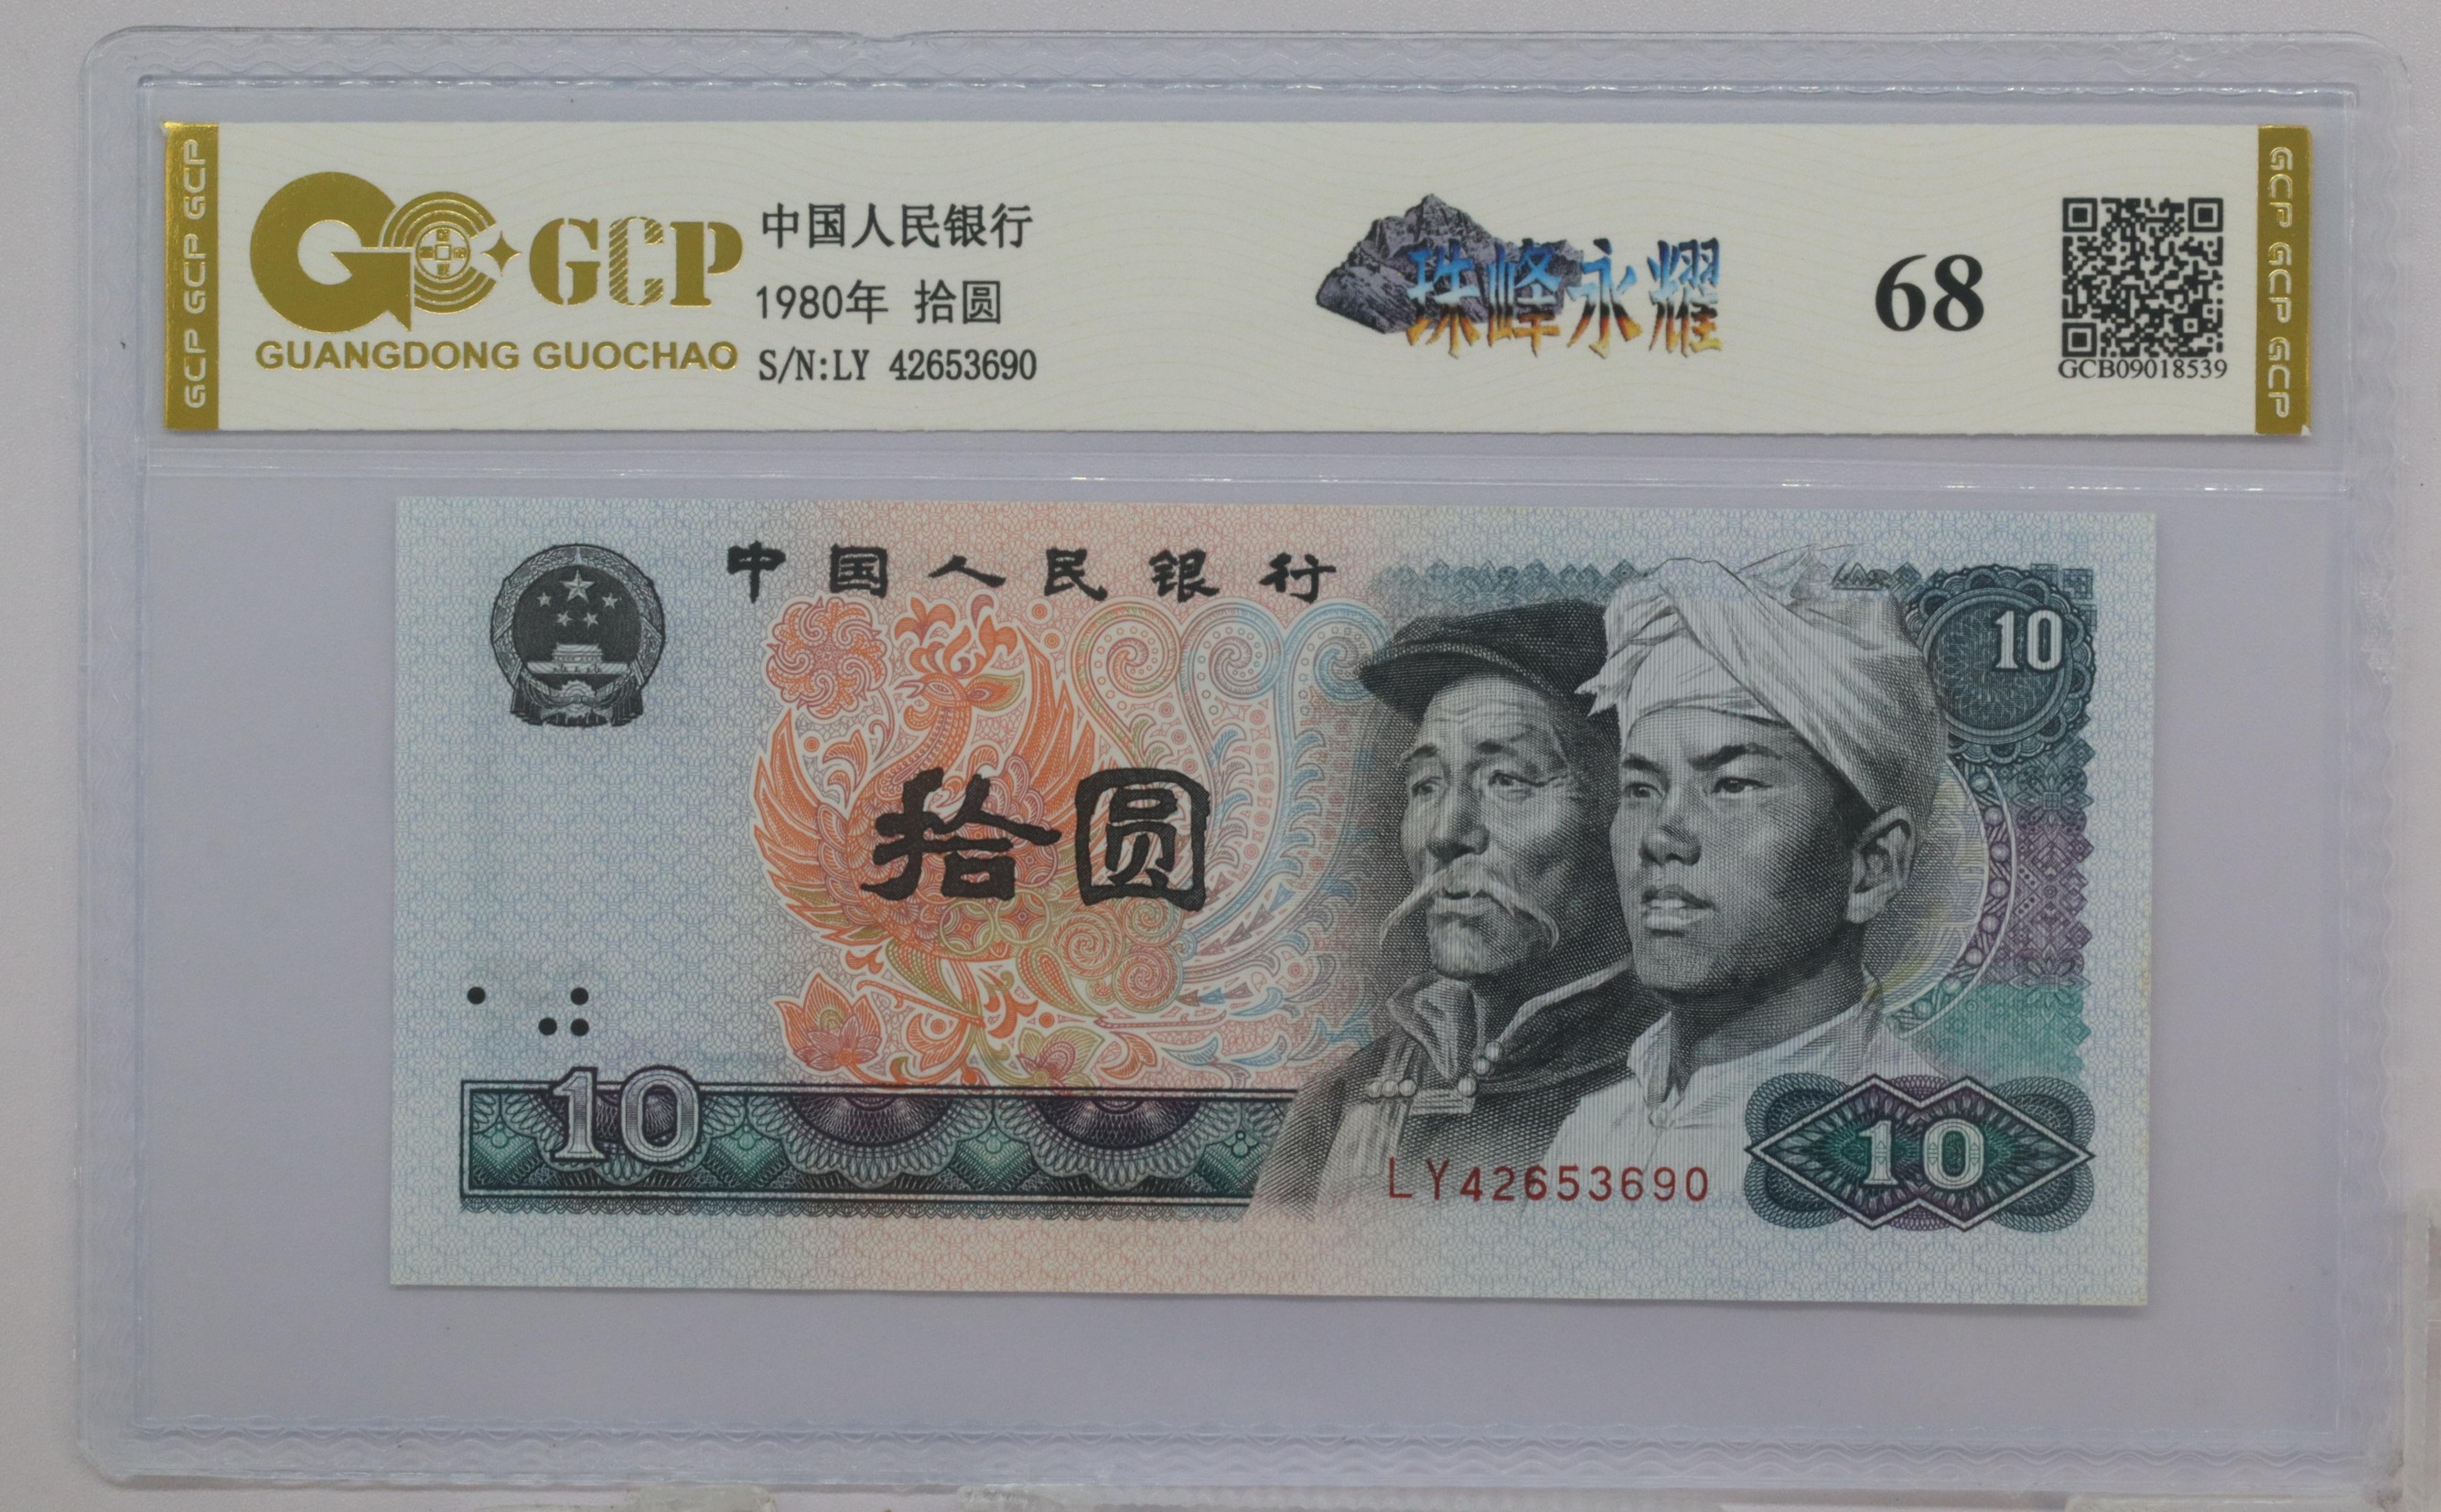 GCP GCP GCP
GCP
GUANGDONG GUOCHAO
中国人民银行
1980年 拾圆
S/N:LY 42653690
珠峰永耀
68
GCB09018539
GCP GCP GCP
中国人民银行
10
拾圆
10
LY42653690
10